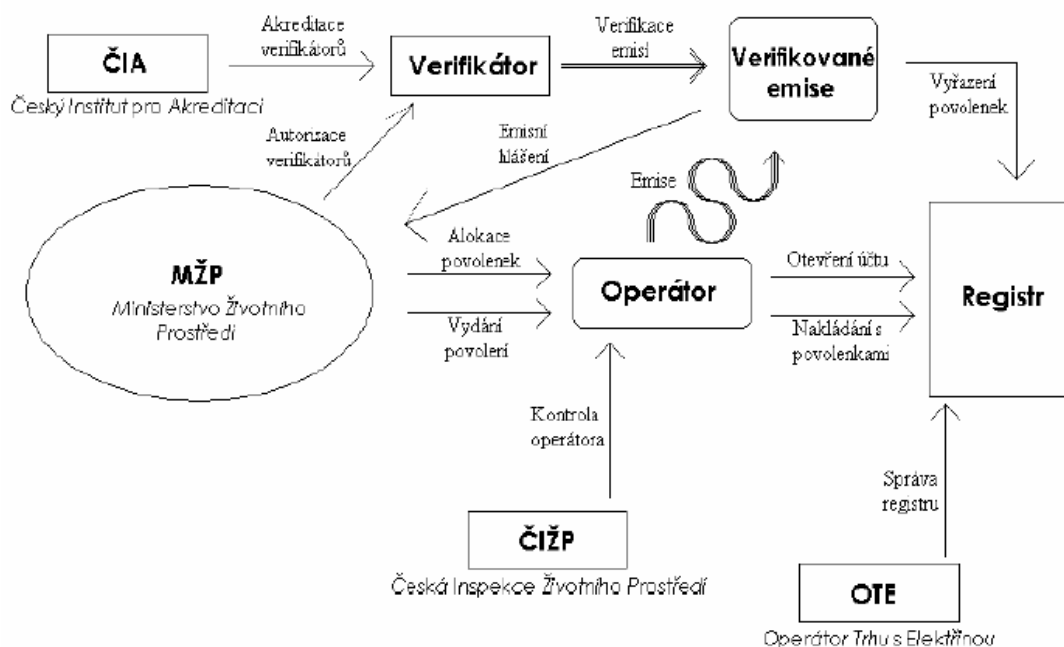 Akreditace
verifikátorů
ČIA
Český Institut pro Akreditaci
Verifikátor
Verifikace
emisí
Verifikované
emise
Vyřazení
povolenek
Autorizace
verifikátorů
Emisní
hlášení
Emise
MŽP
Ministerstvo Životního
Prostředí
Alokace
povolenek
Vydání
povolení
Operátor
Otevření účtu
Nakládání s
povolenkami
Registr
Kontrola
operátora
Správa
registru
ČIŽP
Česká Inspekce Životního Prostředí
OTE
Operátor Trhu s Elektřinou